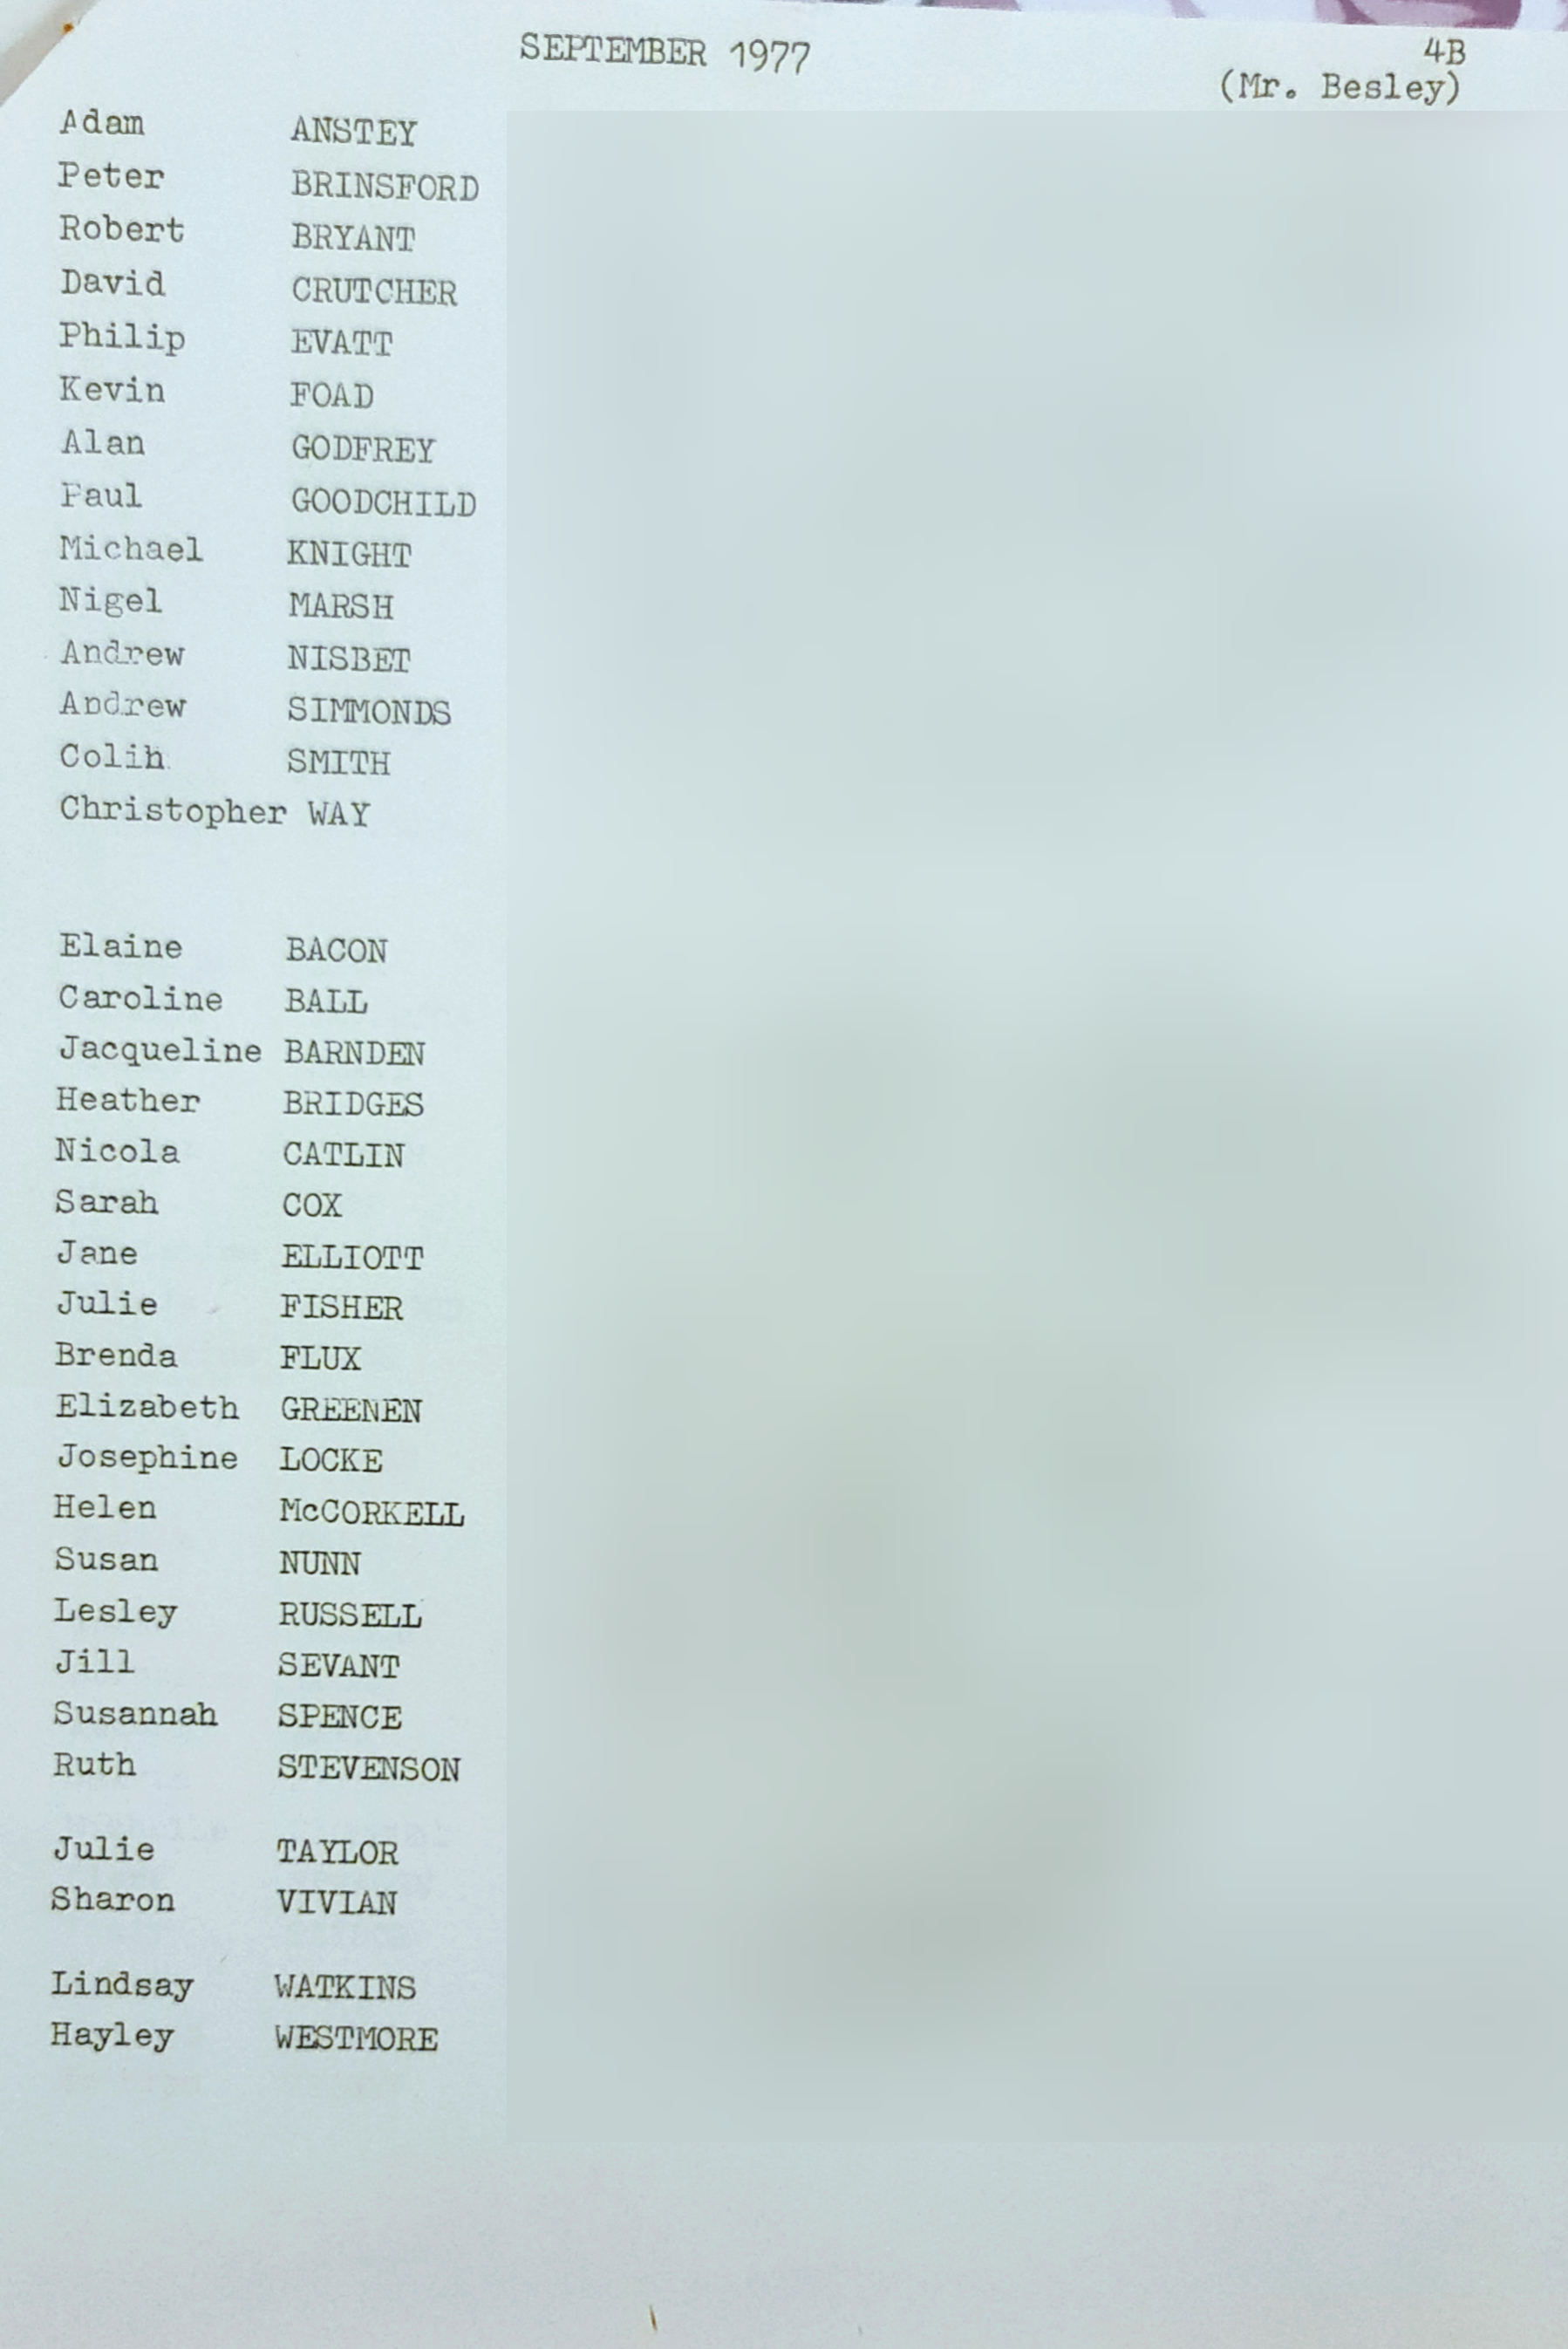 SEPTEMBER 1977 4B
(Mr. Besley)
Adam ANSTEY
Peter BRINSFORD
Robert BRYANT
David CRUTCHER
Philip EVATT
Kevin FOAD
Alan GODFREY
Paul GOODCHILD
Michael KNIGHT
Nigel MARSH
Andrew NISBET
Andrew SIMMONDS
Colin SMITH
Christopher WAY
Elaine BACON
Caroline BALL
Jacqueline BARNDEN
Heather BRIDGES
Nicola CATLIN
Sarah COX
Jane ELLIOTT
Julie FISHER
Brenda FLUX
Elizabeth GREENEN
Josephine LOCKE
Helen McCORKELL
Susan NUNN
Lesley RUSSELL
Jill SEVANT
Susannah SPENCE
Ruth STEVENSON
Julie TAYLOR
Sharon VIVIAN
Lindsay WATKINS
Hayley WESTMORE